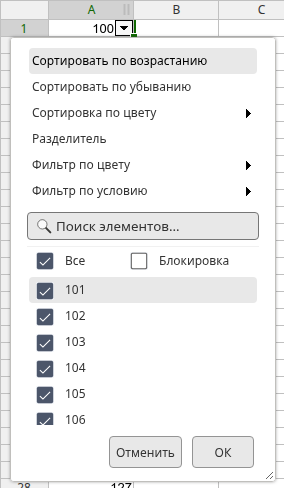 A B C
1 100
Сортировать по возрастанию
Сортировать по убыванию
Сортировка по цвету
Разделитель
Фильтр по цвету
Фильтр по условию
Поиск элементов...
Все Блокировка
101
102
103
104
105
106
Отменить ОК
28 127